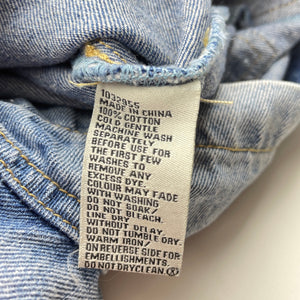 1032955
MADE IN CHINA
100% COTTON
COLD GENTLE
MACHINE WASH
SEPARATELY
BEFORE USE FOR
THE FIRST FEW
WASHES TO
REMOVE ANY
EXCESS DYE.
COLOUR MAY FADE
WITH WASHING
DO NOT SOAK/
DO NOT BLEACH.
LINE DRY
WITHOUT DELAY.
DO NOT TUMBLE DRY.
WARM IRON/
ON REVERSE SIDE FOR
EMBELLISHMENTS.
DO NOT DRYCLEAN Ⓧ